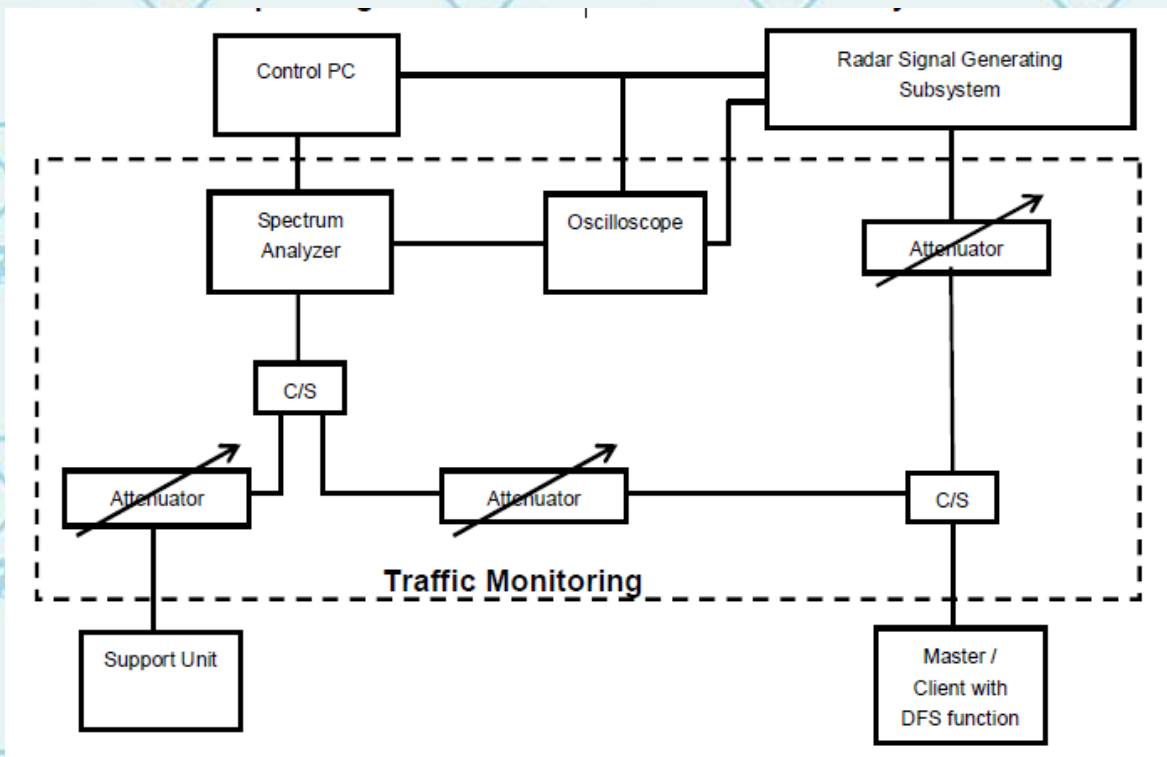 Control PC
Radar Signal Generating
Subsystem
Spectrum
Analyzer
Oscilloscope
Attenuator
C/S
Attenuator
Attenuator
C/S
Traffic Monitoring
Support Unit
Master /
Client with
DFS function